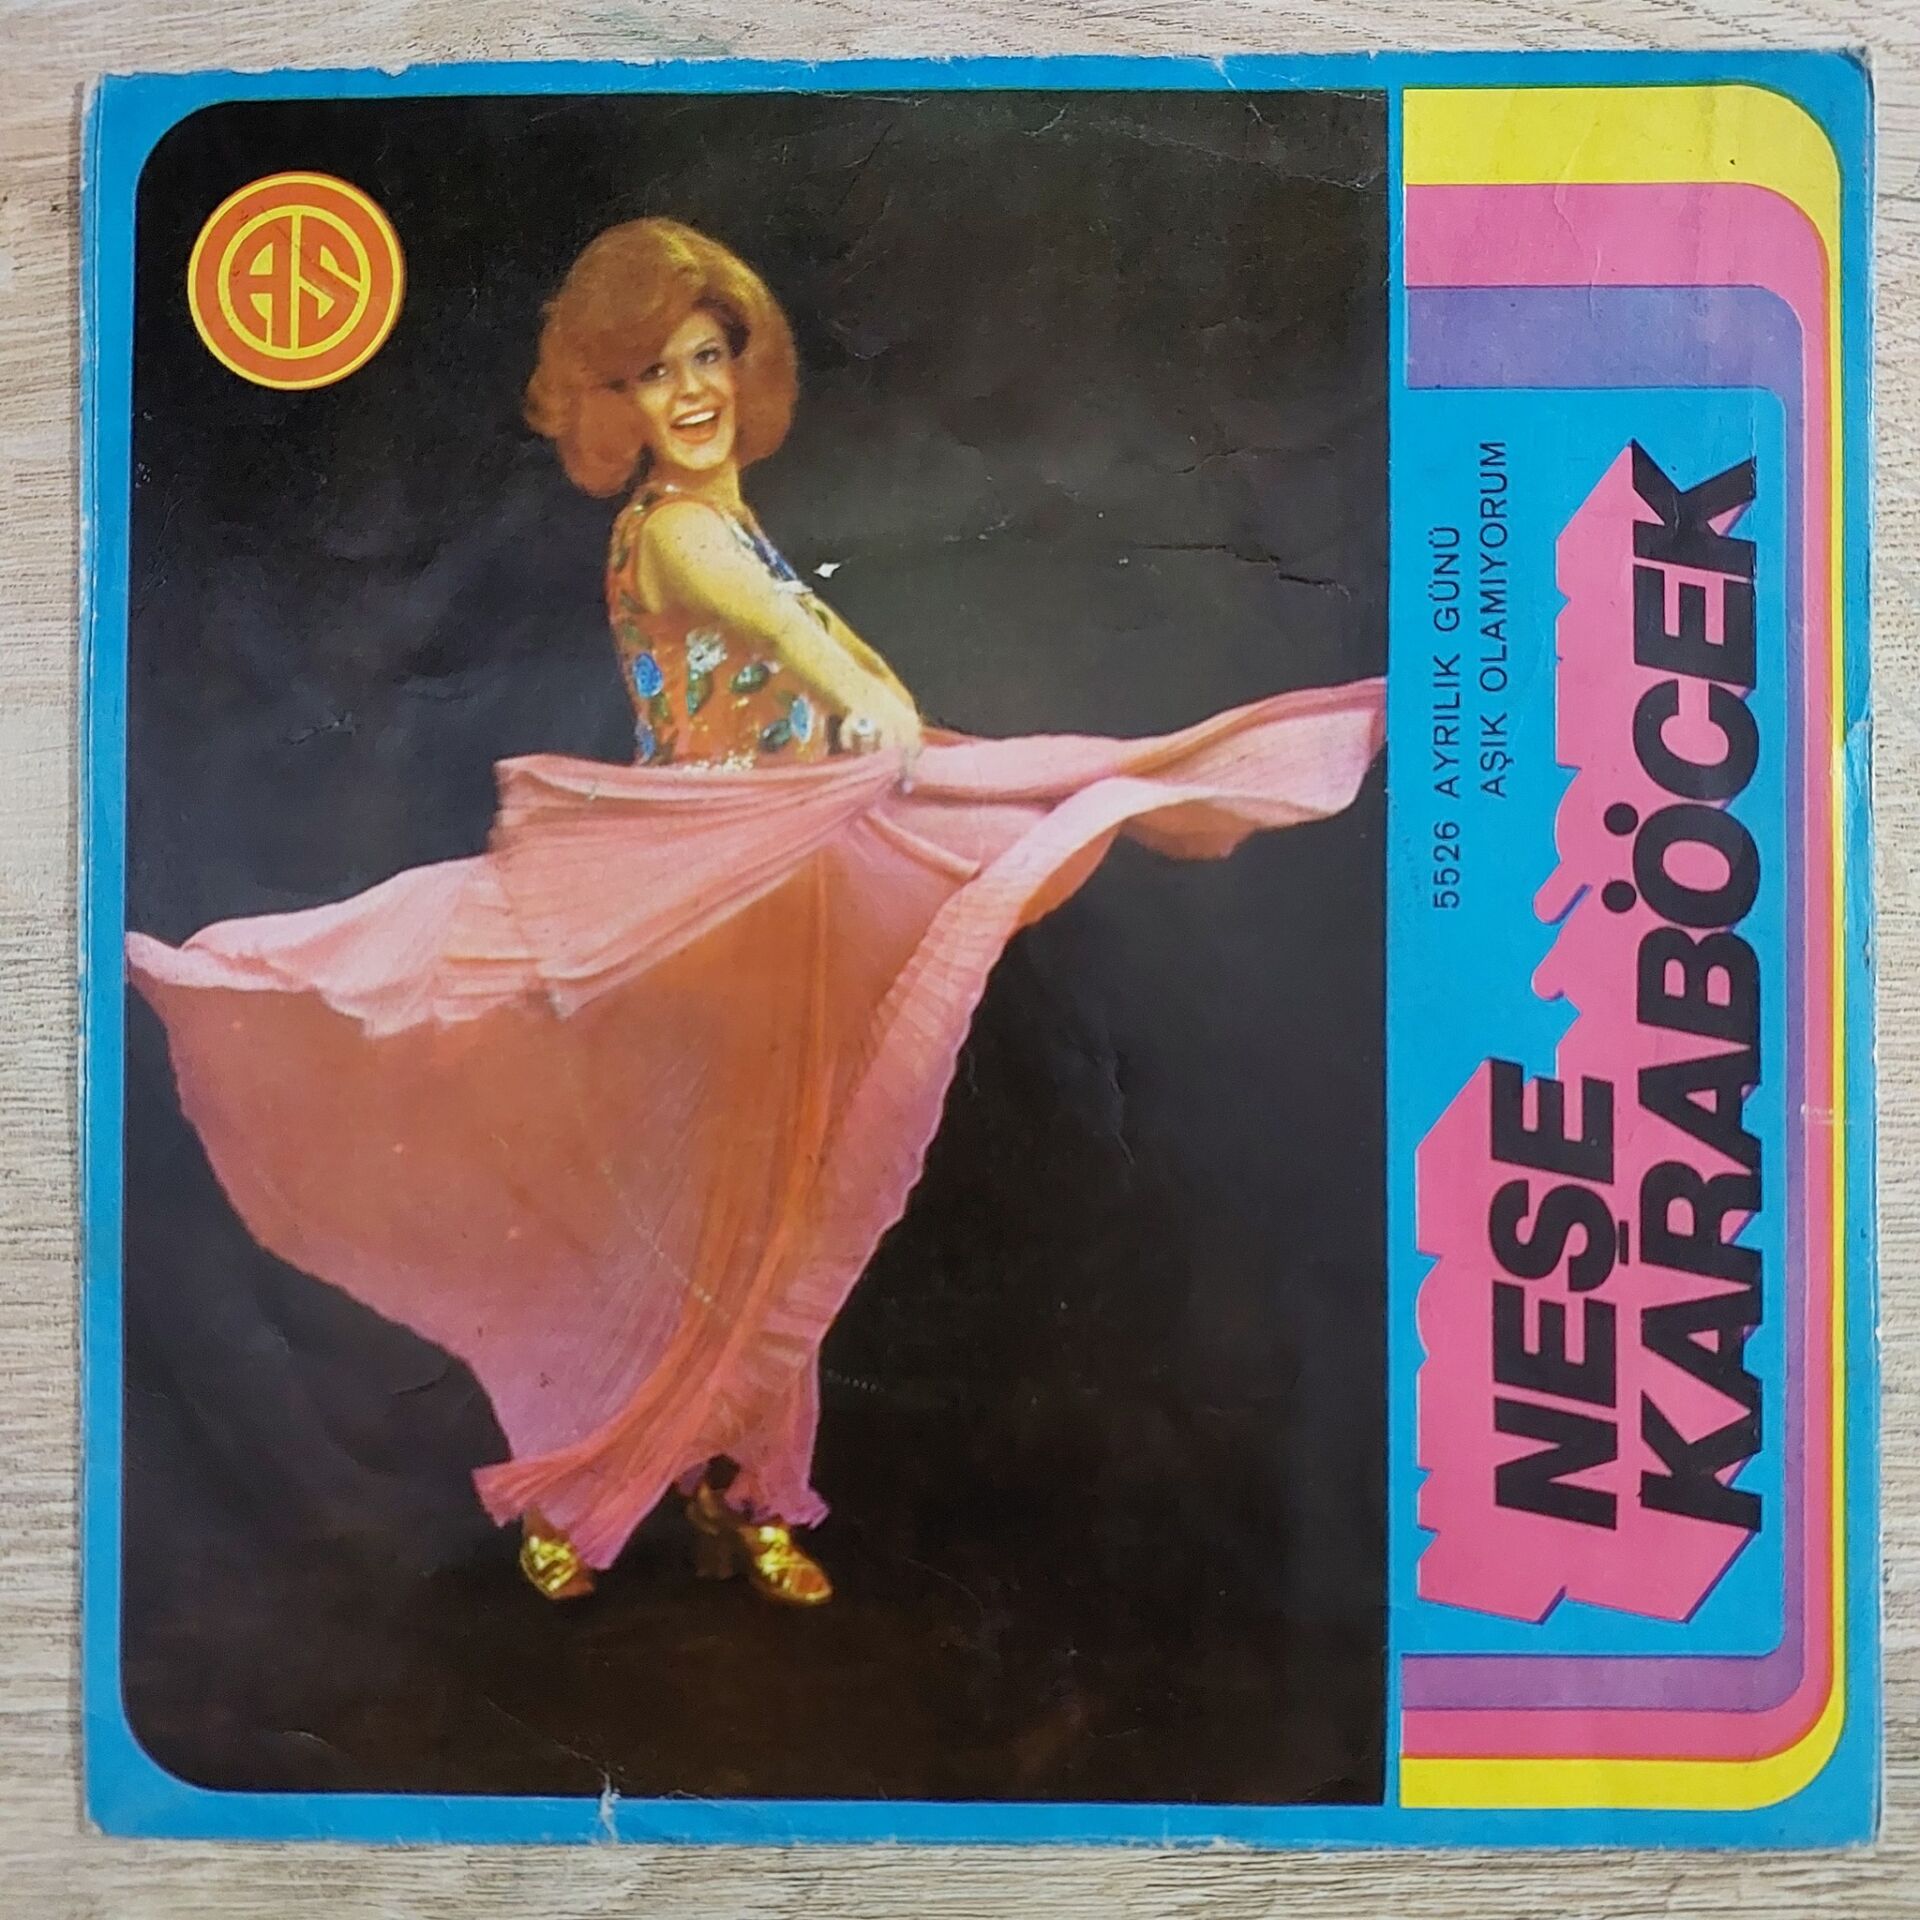 AS
5526 AYRILIK GÜNÜ
AŞIK OLAMIYORUM
NEŞE
KARABÖCEK